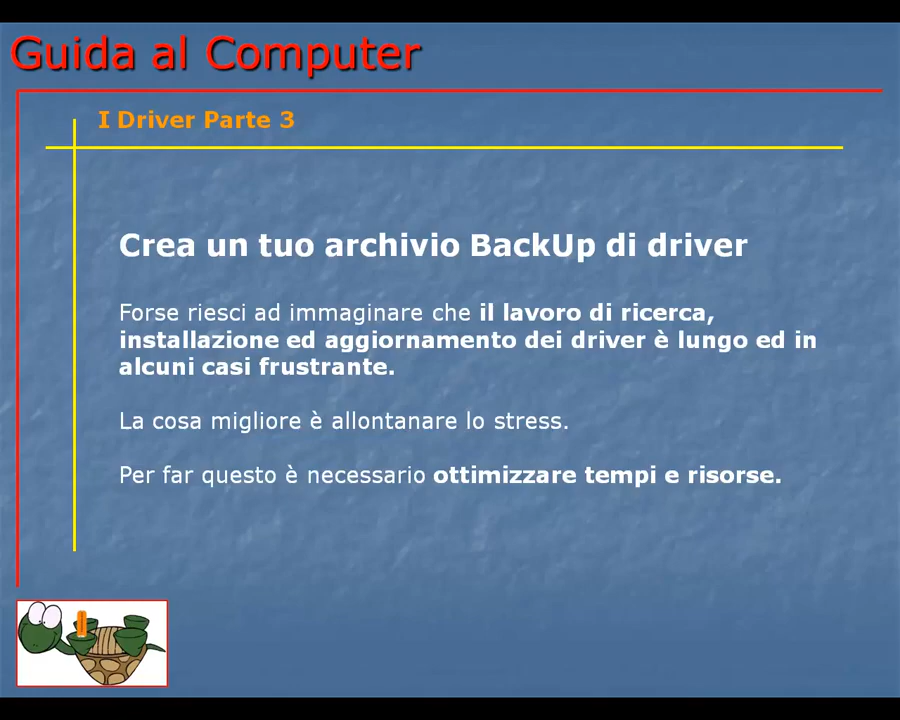 Guida al Computer
I Driver Parte 3
Crea un tuo archivio BackUp di driver
Forse riesci ad immaginare che il lavoro di ricerca,
installazione ed aggiornamento dei driver è lungo ed in
alcuni casi frustrante.
La cosa migliore è allontanare lo stress.
Per far questo è necessario ottimizzare tempi e risorse.